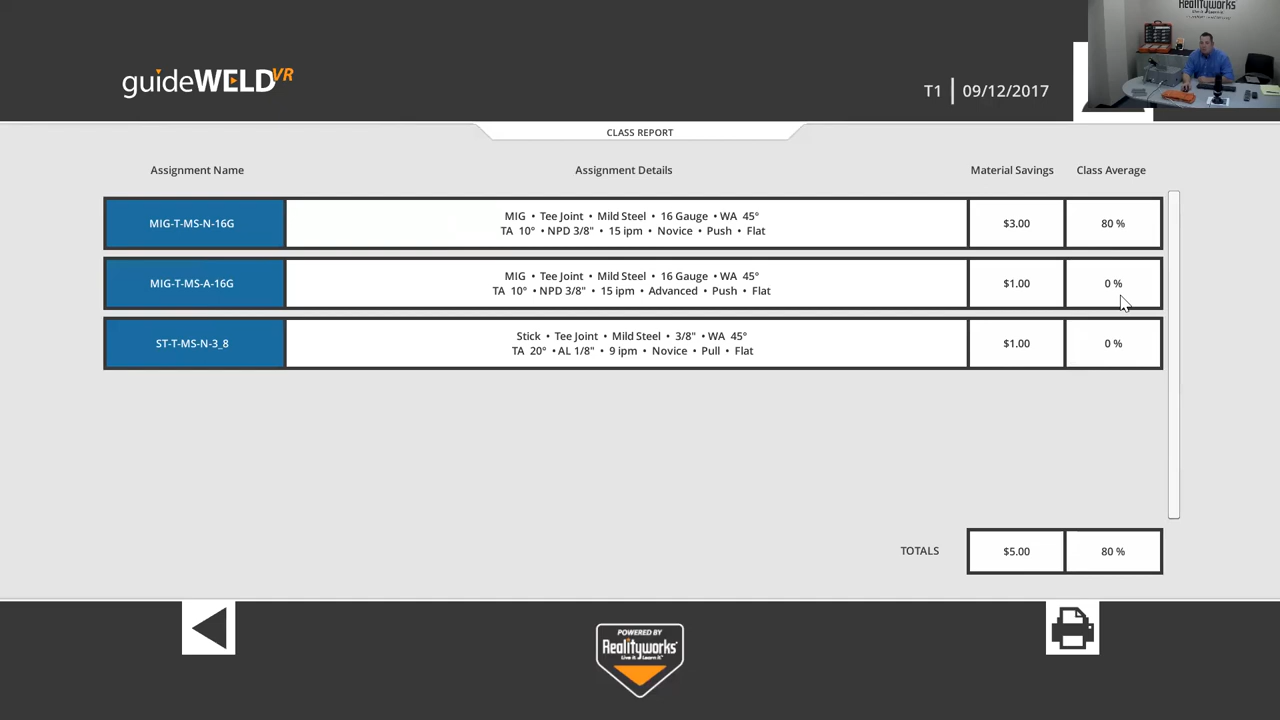 Realityworks
guideWELDVR
T1 | 09/12/2017
CLASS REPORT
Assignment Name
Assignment Details
Material Savings
Class Average
MIG-T-MS-N-16G
MIG • Tee Joint • Mild Steel • 16 Gauge • WA 45°
TA 10° • NPD 3/8" • 15 ipm • Novice • Push • Flat
$3.00
80 %
MIG-T-MS-A-16G
MIG • Tee Joint • Mild Steel • 16 Gauge • WA 45°
TA 10° • NPD 3/8" • 15 ipm • Advanced • Push • Flat
$1.00
0 %
ST-T-MS-N-3_8
Stick • Tee Joint • Mild Steel • 3/8" • WA 45°
TA 20° • AL 1/8" • 9 ipm • Novice • Pull • Flat
$1.00
0 %
TOTALS
$5.00
80 %
POWERED BY
Realityworks
Live it • Learn it